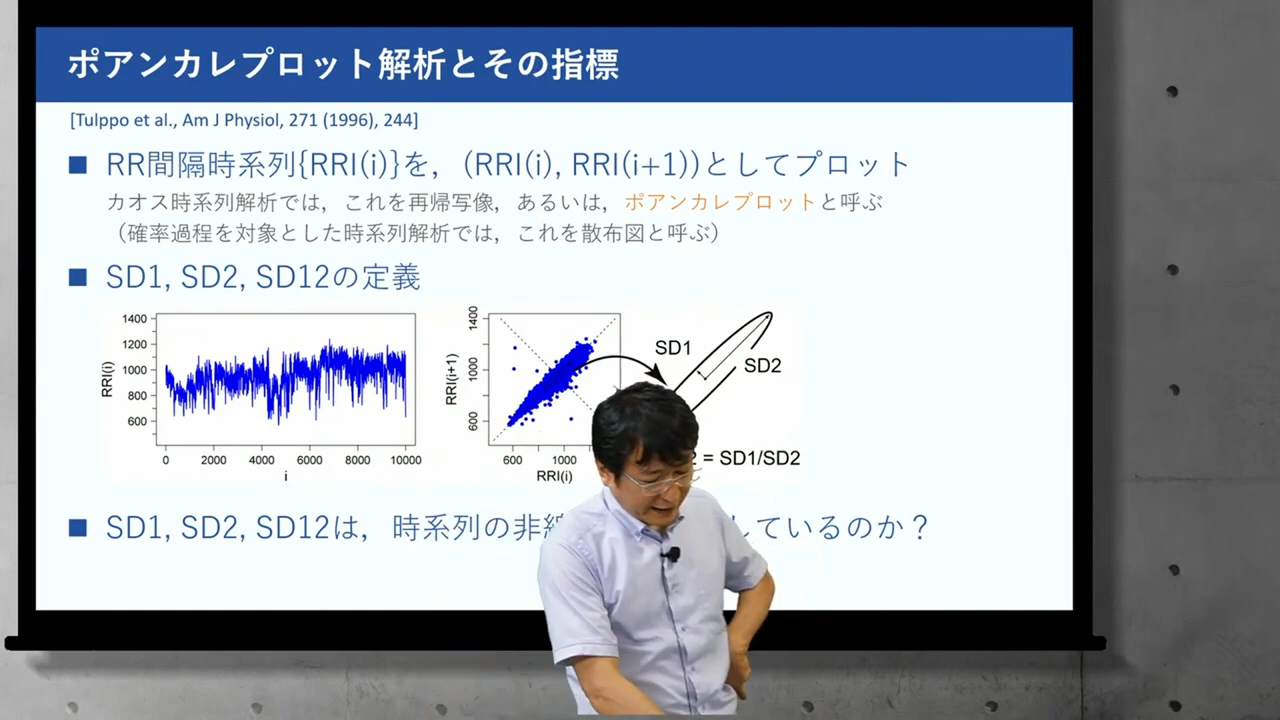 ポアンカレプロット解析とその指標
[Tulppo et al., Am J Physiol, 271 (1996), 244]
■ RR間隔時系列{RRI(i)}を，(RRI(i), RRI(i+1))としてプロット
カオス時系列解析では，これを再帰写像，あるいは，ポアンカレプロットと呼ぶ
（確率過程を対象とした時系列解析では，これを散布図と呼ぶ）
■ SD1, SD2, SD12の定義
1400
1200
1000
800
600
RRI(i)
0 2000 4000 6000 8000 10000
i
1400
1000
600
RRI(i+1)
600 1000
RRI(i)
SD1
SD2
= SD1/SD2
■ SD1, SD2, SD12は，時系列の非
しているのか？